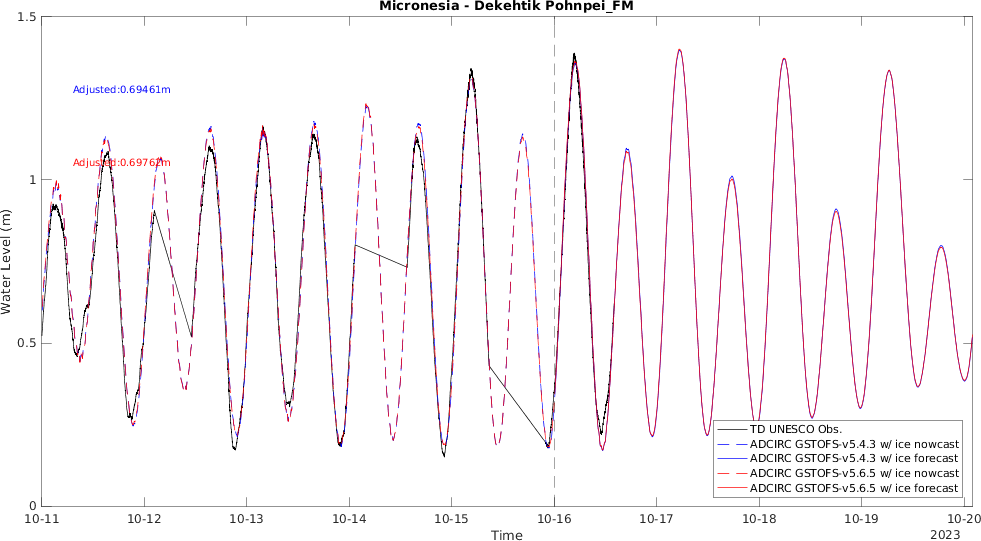 Micronesia - Dekehtik Pohnpei_FM
1.5
Adjusted:0.69461m
Adjusted:0.69762m
1
Water Level (m)
0.5
TD UNESCO Obs.
ADCIRC GSTOFS-v5.4.3 w/ ice nowcast
ADCIRC GSTOFS-v5.4.3 w/ ice forecast
ADCIRC GSTOFS-v5.6.5 w/ ice nowcast
ADCIRC GSTOFS-v5.6.5 w/ ice forecast
0
10-11 10-12 10-13 10-14 10-15 10-16 10-17 10-18 10-19 10-20
Time 2023